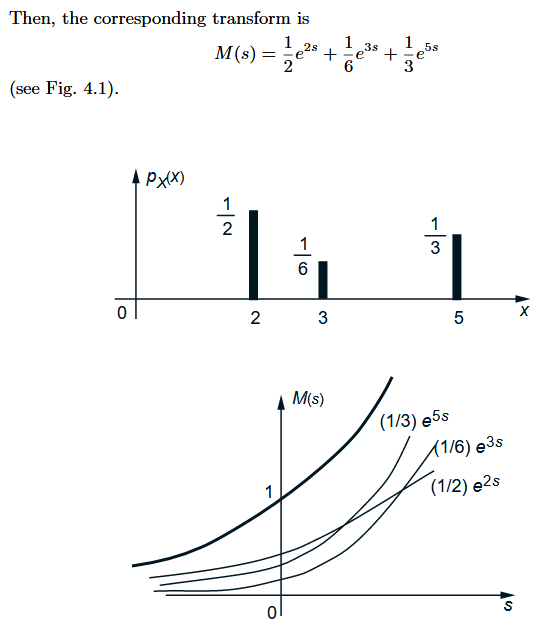 Then, the corresponding transform is
M(s) = 1/2 e^{2s} + 1/6 e^{3s} + 1/3 e^{5s}
(see Fig. 4.1).
p_X(x)
1/2
1/6
1/3
0
2
3
5
x
M(s)
(1/3) e^{5s}
(1/6) e^{3s}
(1/2) e^{2s}
1
0
s